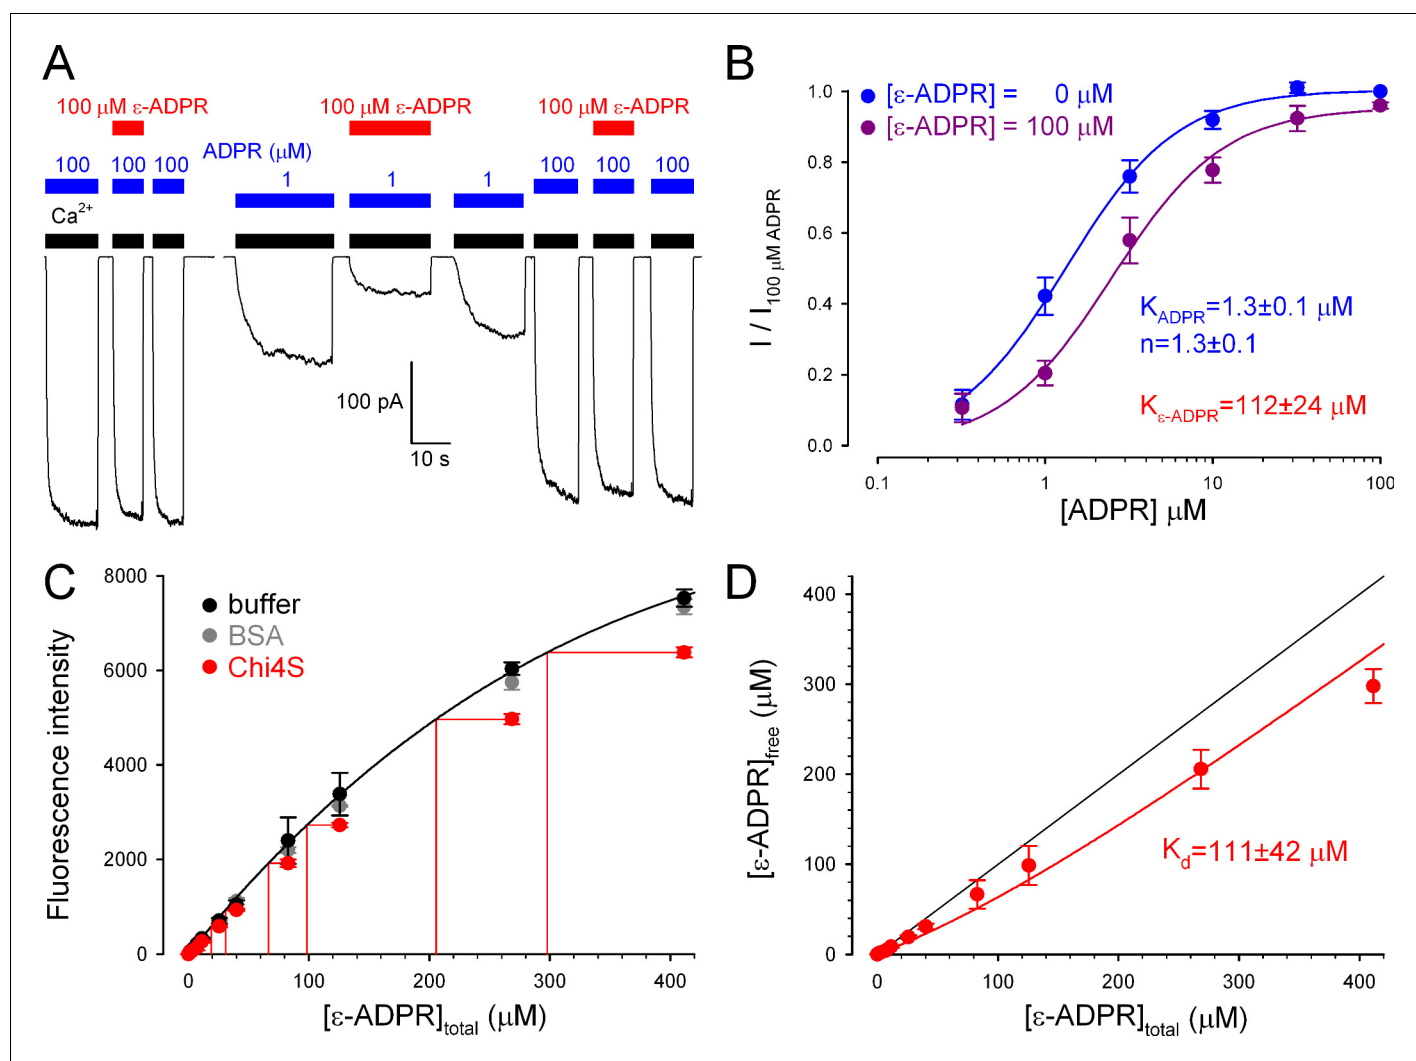 A
100 μM ε-ADPR
100 μM ε-ADPR
100 μM ε-ADPR
ADPR (μM)
100 100 100 1 1 1 100 100 100
Ca²⁺
100 pA
10 s
B
[ε-ADPR] = 0 μM
[ε-ADPR] = 100 μM
I / I100 μM ADPR
1.0
0.8
0.6
0.4
0.2
0.0
KADPR=1.3±0.1 μM
n=1.3±0.1
Kε-ADPR=112±24 μM
0.1 1 10 100
[ADPR] μM
C
buffer
BSA
Chi4S
Fluorescence intensity
8000
6000
4000
2000
0
0 100 200 300 400
[ε-ADPR]total (μM)
D
[ε-ADPR]free (μM)
400
300
200
100
0
Kd=111±42 μM
0 100 200 300 400
[ε-ADPR]total (μM)